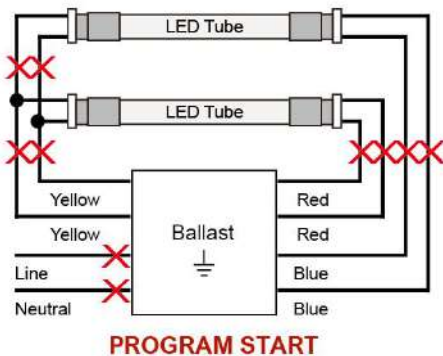 LED Tube
LED Tube
Yellow
Red
Yellow
Ballast
Red
Line
Blue
Neutral
Blue
PROGRAM START